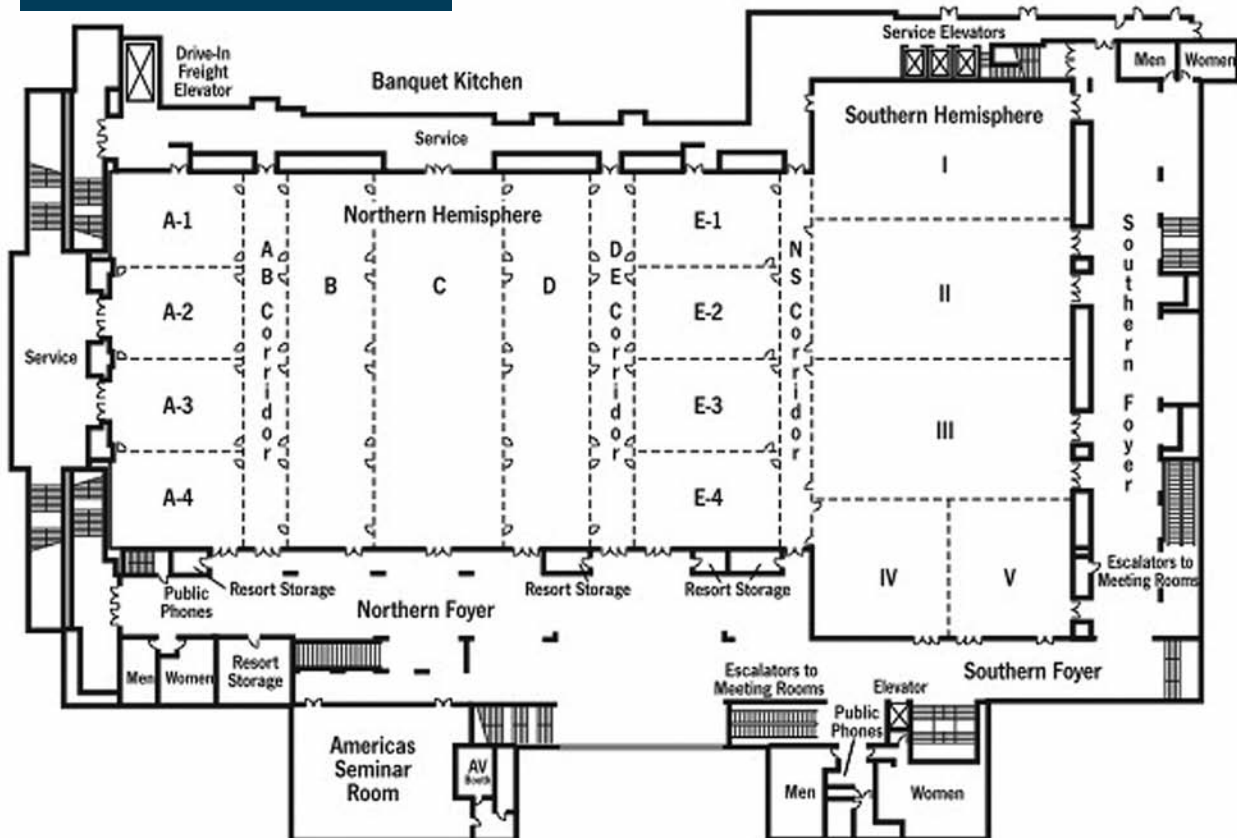 Service Elevators
Drive-In
Freight
Elevator
Men
Women
Banquet Kitchen
Southern Hemisphere
Service
I
A-1
Northern Hemisphere
E-1
AB Corridor
DE Corridor
NS Corridor
Southern Foyer
B
C
D
II
A-2
E-2
Service
A-3
E-3
III
A-4
E-4
Escalators to
Meeting Rooms
IV
V
Public
Phones
Resort Storage
Resort Storage
Resort Storage
Northern Foyer
Men
Women
Resort
Storage
Escalators to
Meeting Rooms
Elevator
Southern Foyer
Public
Phones
Americas
Seminar
Room
AV
Booth
Men
Women